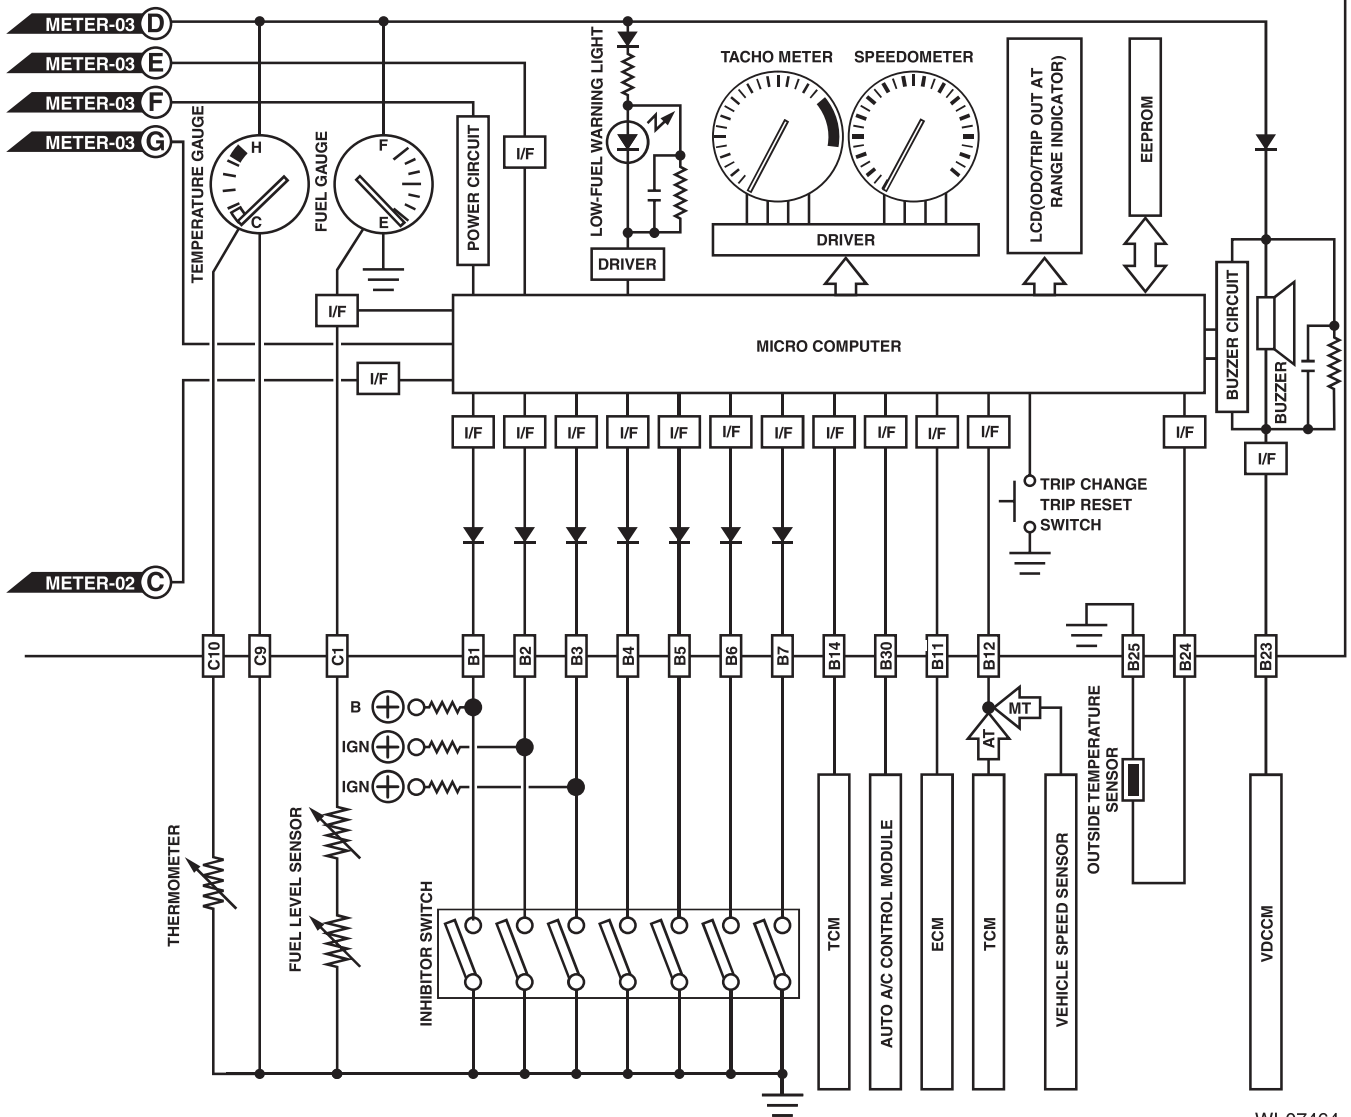 METER-03 D
METER-03 E
METER-03 F
METER-03 G
TEMPERATURE GAUGE
H
C
FUEL GAUGE
F
E
POWER CIRCUIT
I/F
LOW-FUEL WARNING LIGHT
DRIVER
TACHO METER
SPEEDOMETER
DRIVER
LCD(ODO/TRIP OUT AT
RANGE INDICATOR)
EEPROM
I/F
I/F
MICRO COMPUTER
BUZZER CIRCUIT
BUZZER
I/F
I/F
I/F
I/F
I/F
I/F
I/F
I/F
I/F
I/F
I/F
I/F
I/F
I/F
TRIP CHANGE
TRIP RESET
SWITCH
METER-02 C
C10
C9
C1
B1
B2
B3
B4
B5
B6
B7
B14
B30
B11
B12
B25
B24
B23
B
IGN
IGN
MT
AT
THERMOMETER
FUEL LEVEL SENSOR
INHIBITOR SWITCH
TCM
AUTO A/C CONTROL MODULE
ECM
TCM
VEHICLE SPEED SENSOR
OUTSIDE TEMPERATURE
SENSOR
VDCCM